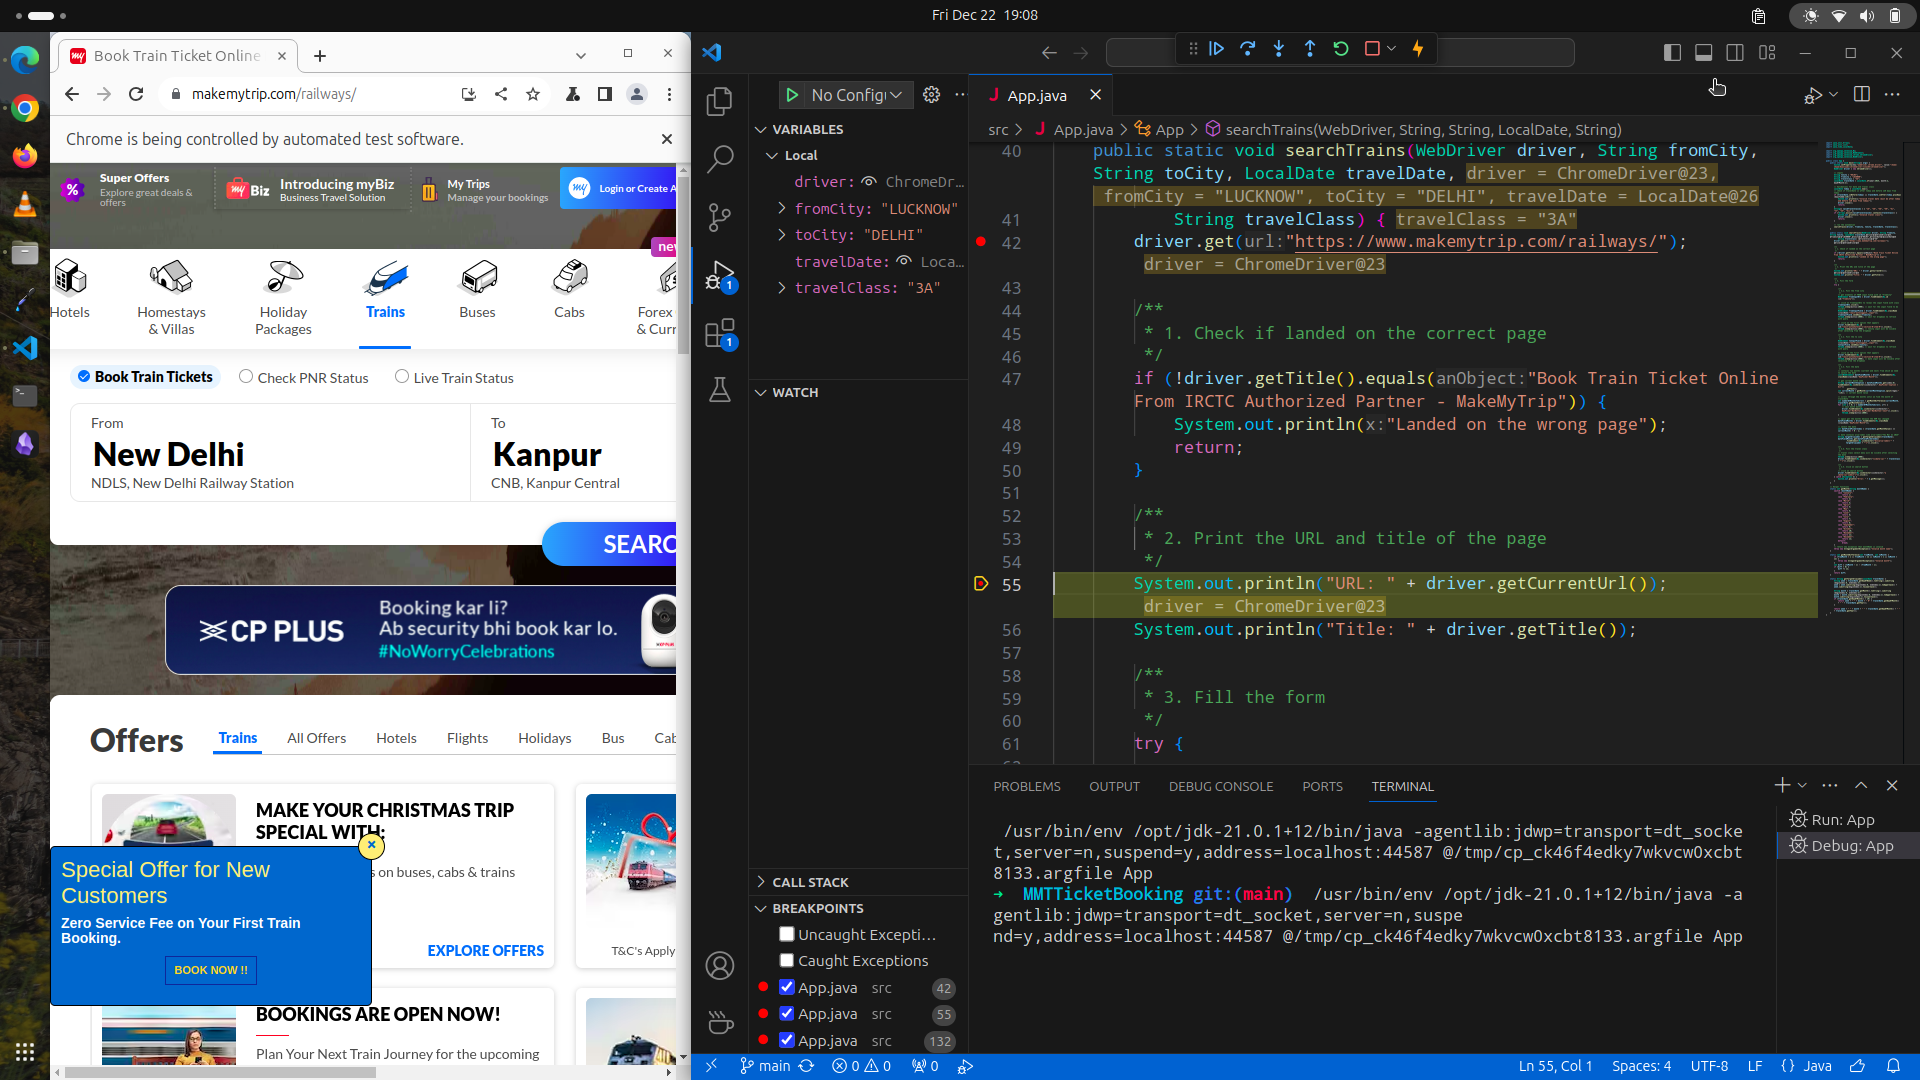 Fri Dec 22 19:08
Book Train Ticket Online
makemytrip.com/railways/
Chrome is being controlled by automated test software.
Super Offers
Explore great deals &
offers
myBiz
Introducing myBiz
Business Travel Solution
My Trips
Manage your bookings
my
Login or Create A
new
Hotels
Homestays
& Villas
Holiday
Packages
Trains
Buses
Cabs
Forex
& Curr
Book Train Tickets
Check PNR Status
Live Train Status
From
New Delhi
NDLS, New Delhi Railway Station
To
Kanpur
CNB, Kanpur Central
SEARC
CP PLUS
Booking kar li?
Ab security bhi book kar lo.
#NoWorryCelebrations
Offers
Trains
All Offers
Hotels
Flights
Holidays
Bus
Cab
MAKE YOUR CHRISTMAS TRIP
SPECIAL WITH:
s on buses, cabs & trains
EXPLORE OFFERS
T&C's Apply
Special Offer for New
Customers
Zero Service Fee on Your First Train
Booking.
BOOK NOW !!
BOOKINGS ARE OPEN NOW!
Plan Your Next Train Journey for the upcoming
No Config
VARIABLES
Local
driver: ChromeDr…
fromCity: "LUCKNOW"
toCity: "DELHI"
travelDate: Loca…
travelClass: "3A"
WATCH
CALL STACK
BREAKPOINTS
Uncaught Excepti…
Caught Exceptions
App.java src 42
App.java src 55
App.java src 132
App.java
src > App.java > App > searchTrains(WebDriver, String, String, LocalDate, String)
40 public static void searchTrains(WebDriver driver, String fromCity,
String toCity, LocalDate travelDate, driver = ChromeDriver@23,
fromCity = "LUCKNOW", toCity = "DELHI", travelDate = LocalDate@26
41 String travelClass) { travelClass = "3A"
42 driver.get(url:"https://www.makemytrip.com/railways/");
driver = ChromeDriver@23
43
44 /**
45 * 1. Check if landed on the correct page
46 */
47 if (!driver.getTitle().equals(anObject:"Book Train Ticket Online
From IRCTC Authorized Partner - MakeMyTrip")) {
48 System.out.println(x:"Landed on the wrong page");
49 return;
50 }
51
52 /**
53 * 2. Print the URL and title of the page
54 */
55 System.out.println("URL: " + driver.getCurrentUrl());
driver = ChromeDriver@23
56 System.out.println("Title: " + driver.getTitle());
57
58 /**
59 * 3. Fill the form
60 */
61 try {
PROBLEMS
OUTPUT
DEBUG CONSOLE
PORTS
TERMINAL
/usr/bin/env /opt/jdk-21.0.1+12/bin/java -agentlib:jdwp=transport=dt_socke
t,server=n,suspend=y,address=localhost:44587 @/tmp/cp_ck46f4edky7wkvcw0xcbt
8133.argfile App
➜ MMTTicketBooking git:(main) /usr/bin/env /opt/jdk-21.0.1+12/bin/java -a
gentlib:jdwp=transport=dt_socket,server=n,suspe
nd=y,address=localhost:44587 @/tmp/cp_ck46f4edky7wkvcw0xcbt8133.argfile App
Run: App
Debug: App
main
0 0
0
Ln 55, Col 1
Spaces: 4
UTF-8
LF
{} Java